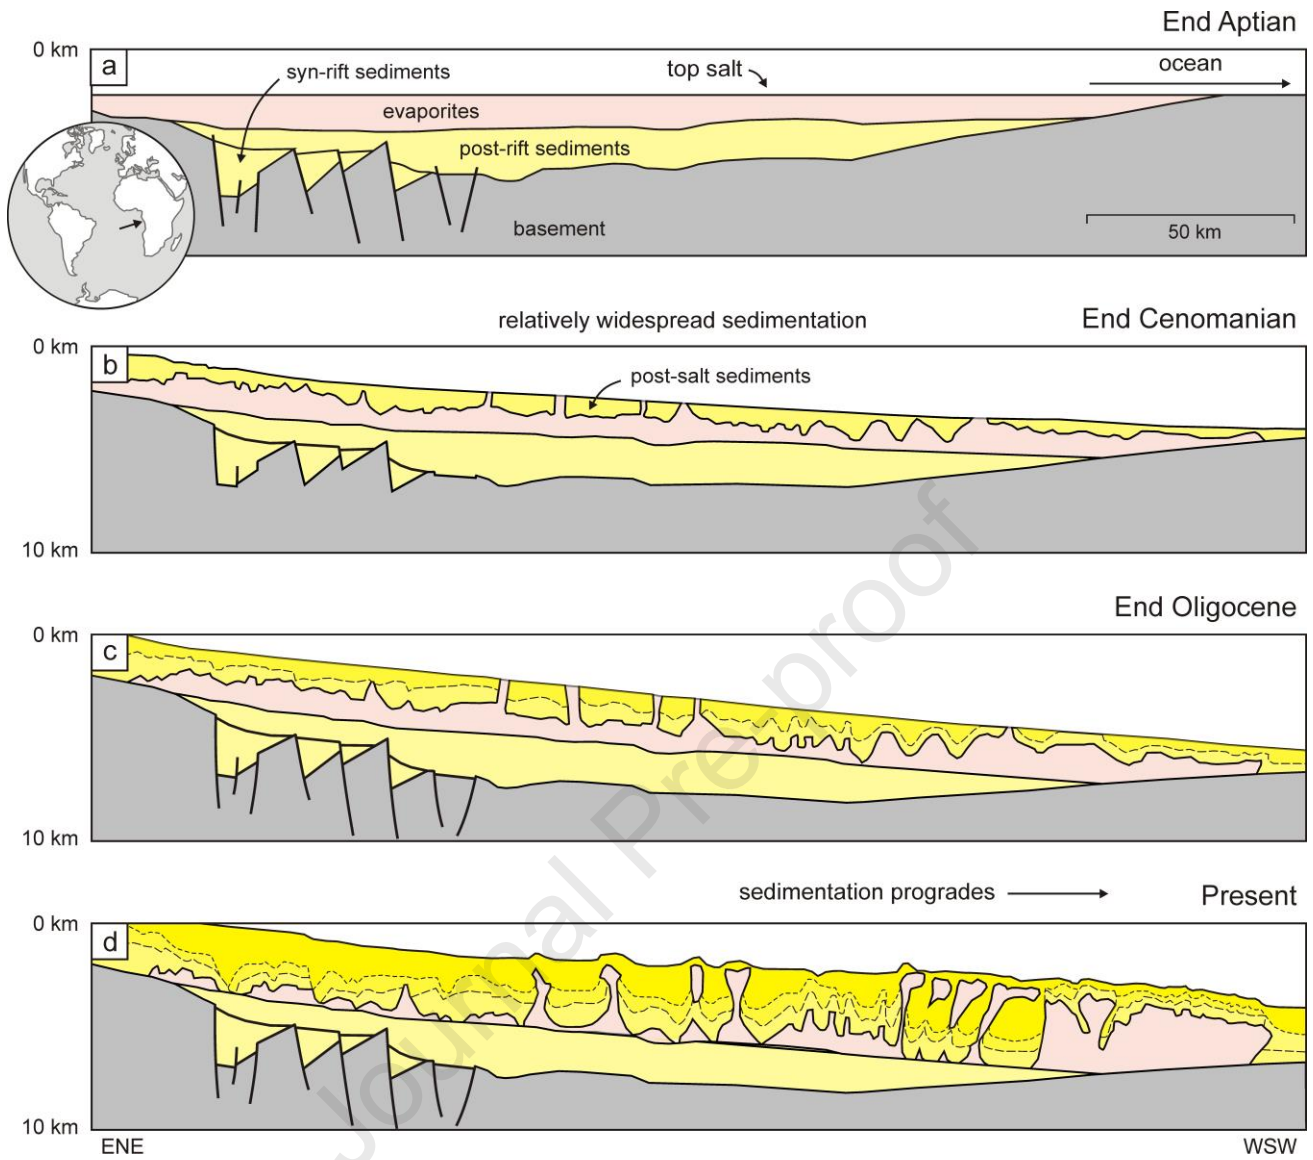 End Aptian
0 km
a
syn-rift sediments
top salt
ocean
evaporites
post-rift sediments
basement
50 km
End Cenomanian
relatively widespread sedimentation
0 km
b
post-salt sediments
10 km
End Oligocene
0 km
c
10 km
sedimentation progrades
Present
0 km
d
10 km
ENE
WSW
Journal Pre-proof